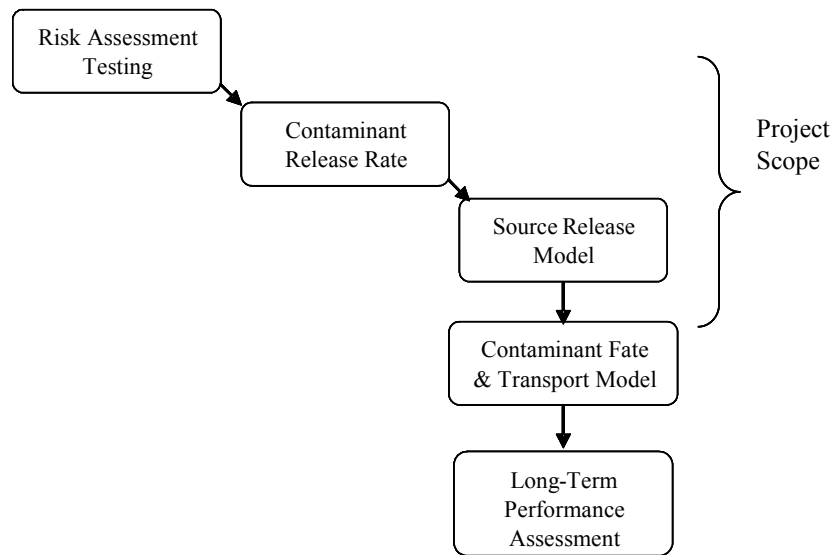 Risk Assessment
Testing
Contaminant
Release Rate
Project
Scope
Source Release
Model
Contaminant Fate
& Transport Model
Long-Term
Performance
Assessment